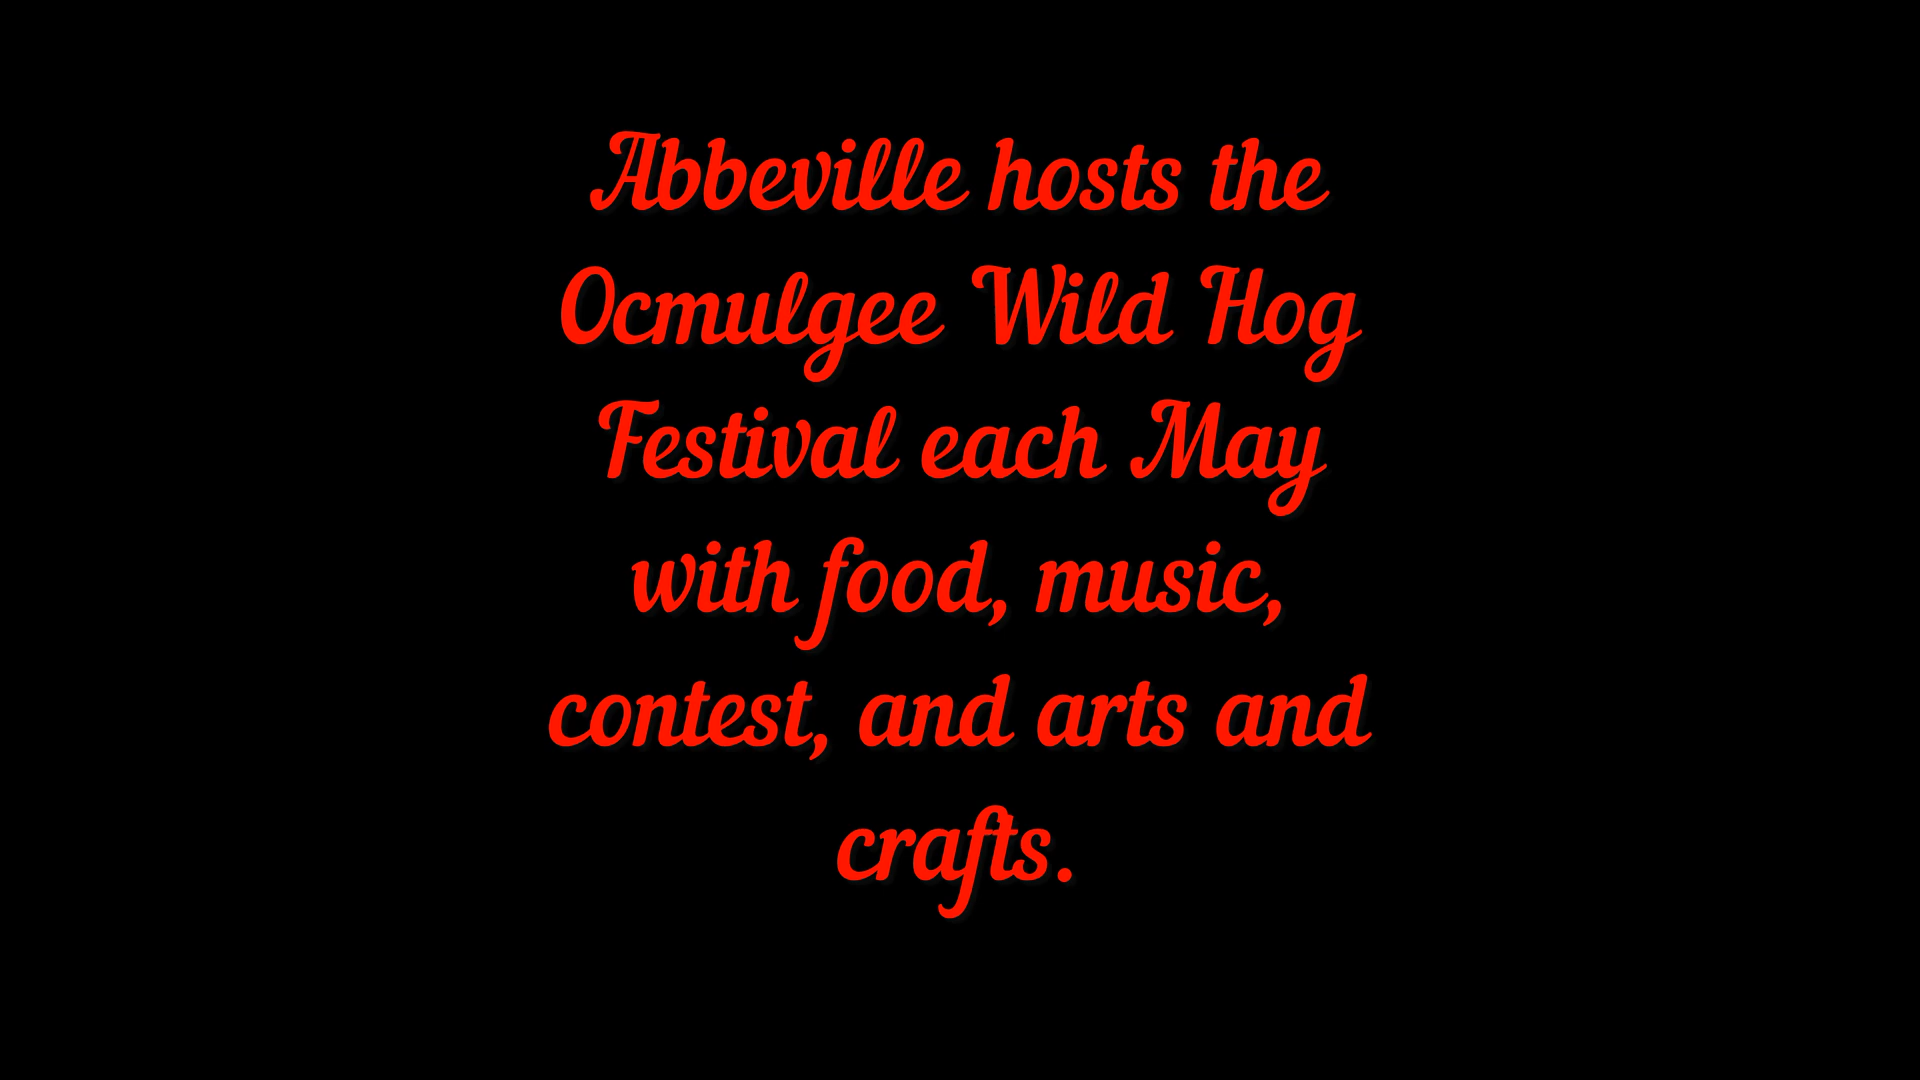 Abbeville hosts the
Ocmulgee Wild Hog
Festival each May
with food, music,
contest, and arts and
crafts.